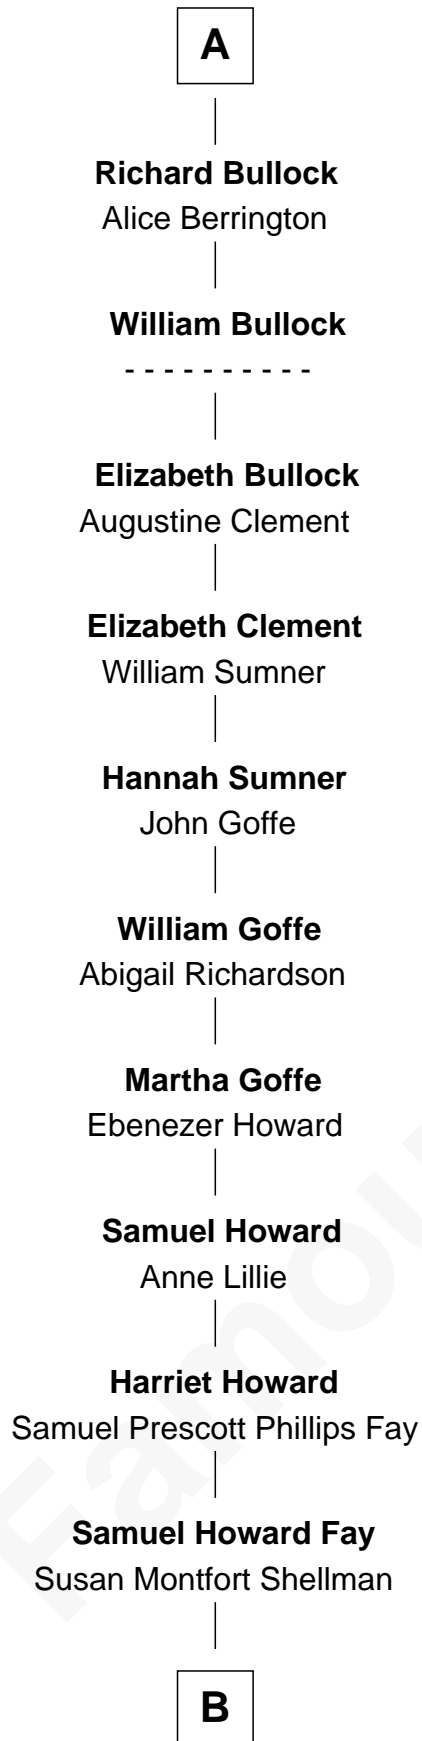 A
Richard Bullock
Alice Berrington
William Bullock
- - - - - - - - - -
Elizabeth Bullock
Augustine Clement
Elizabeth Clement
William Sumner
Hannah Sumner
John Goffe
William Goffe
Abigail Richardson
Martha Goffe
Ebenezer Howard
Samuel Howard
Anne Lillie
Harriet Howard
Samuel Prescott Phillips Fay
Samuel Howard Fay
Susan Montfort Shellman
B